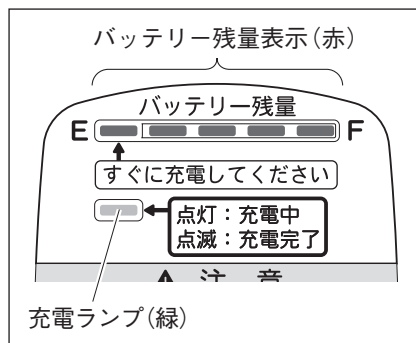 バッテリー残量表示(赤)
バッテリー残量
E F
すぐに充電してください
点灯:充電中
点滅:充電完了
注意
充電ランプ(緑)